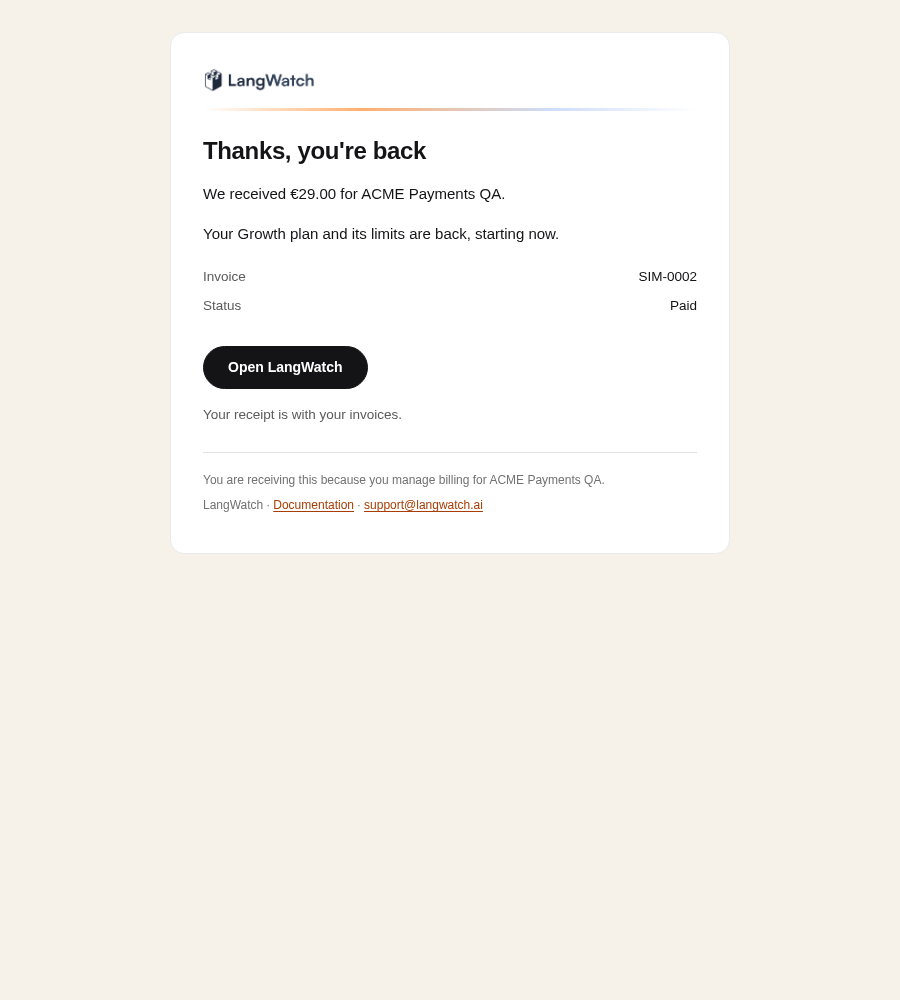 LangWatch
Thanks, you're back
We received €29.00 for ACME Payments QA.
Your Growth plan and its limits are back, starting now.
Invoice SIM-0002
Status Paid
Open LangWatch
Your receipt is with your invoices.
You are receiving this because you manage billing for ACME Payments QA.
LangWatch · Documentation · support@langwatch.ai